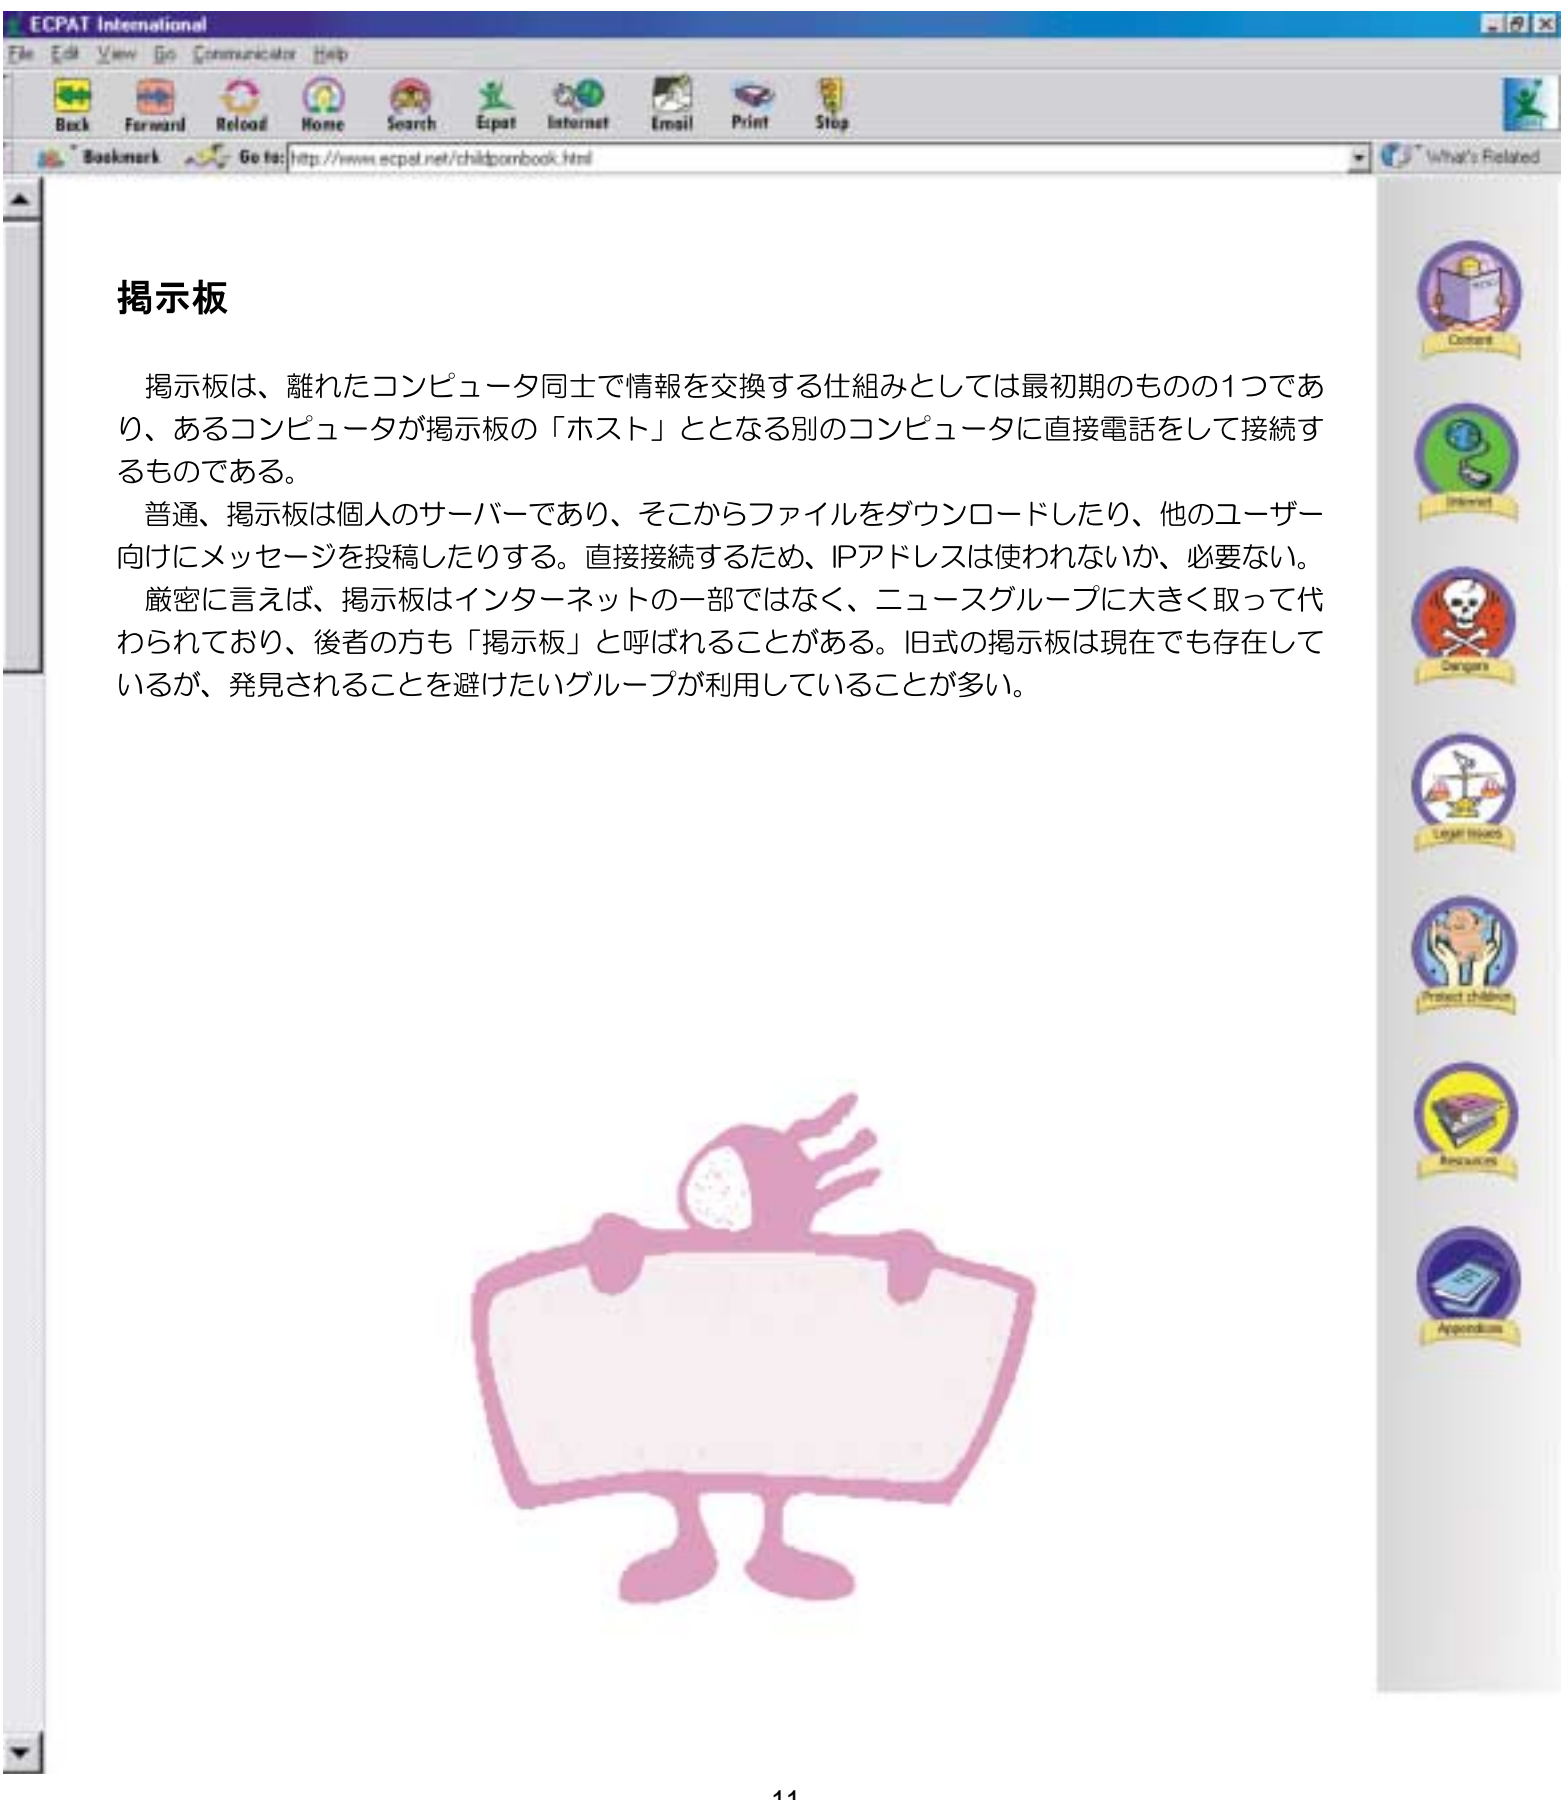 ECPAT International
File Edit View Go Communicator Help
Back Forward Reload Home Search Ecpat Internet Email Print Stop
Bookmark Go to: http://www.ecpat.net/childpornbook.html What's Related
掲示板
掲示板は、離れたコンピュータ同士で情報を交換する仕組みとしては最初期のものの1つであ
り、あるコンピュータが掲示板の「ホスト」ととなる別のコンピュータに直接電話をして接続す
るものである。
普通、掲示板は個人のサーバーであり、そこからファイルをダウンロードしたり、他のユーザー
向けにメッセージを投稿したりする。直接接続するため、IPアドレスは使われないか、必要ない。
厳密に言えば、掲示板はインターネットの一部ではなく、ニュースグループに大きく取って代
わられており、後者の方も「掲示板」と呼ばれることがある。旧式の掲示板は現在でも存在して
いるが、発見されることを避けたいグループが利用していることが多い。
Content
Internet
Dangers
Legal Issues
Protect children
Resources
Appendices
11